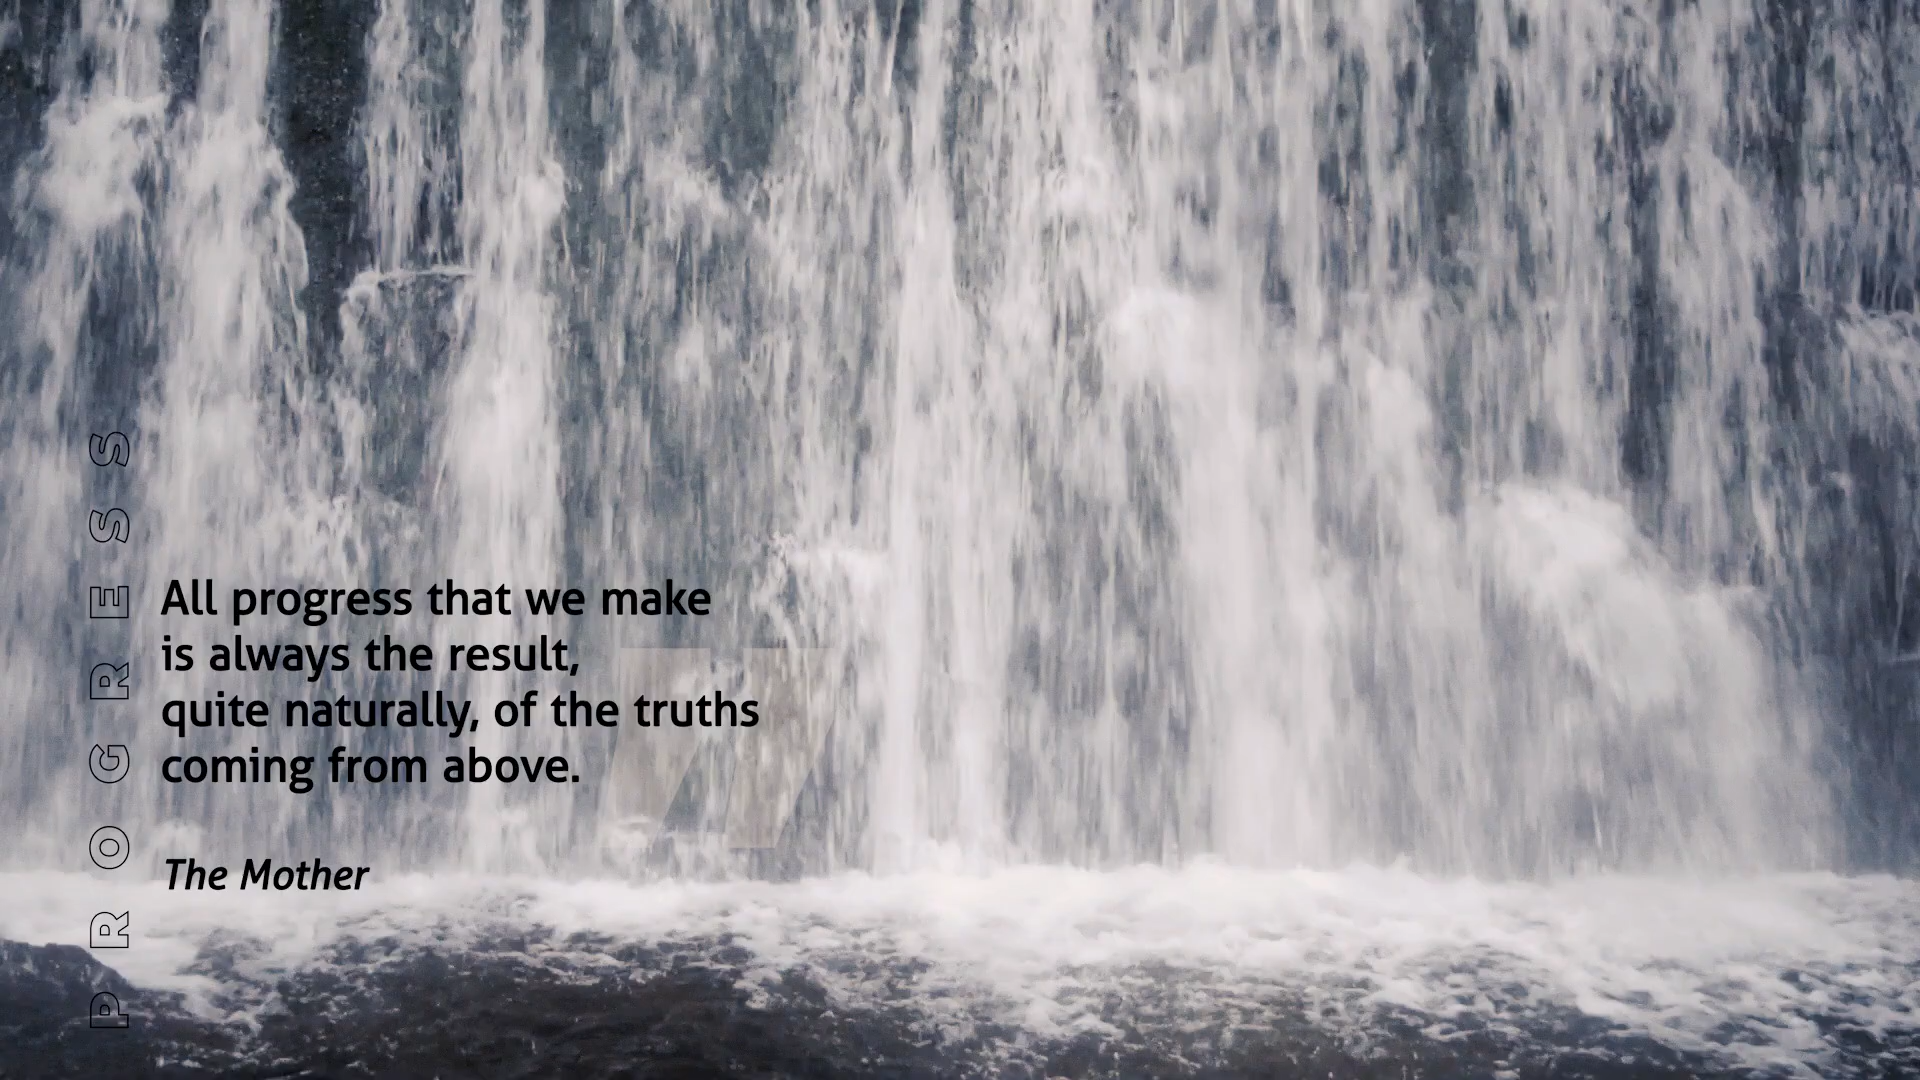 PROGRESS
All progress that we make
is always the result,
quite naturally, of the truths
coming from above.
The Mother